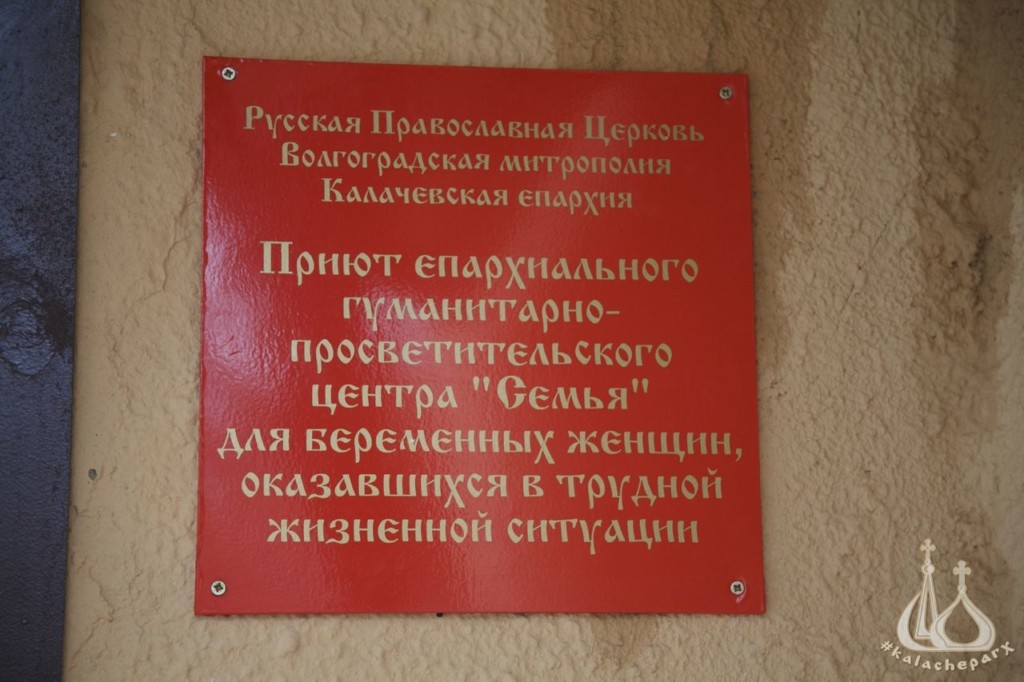 Русская Православная Церковь
Волгоградская митрополия
Калачевская епархия
Приют епархиального
гуманитарно-
просветительского
центра "Семья"
для беременных женщин,
оказавшихся в трудной
жизненной ситуации
#kalacheparx